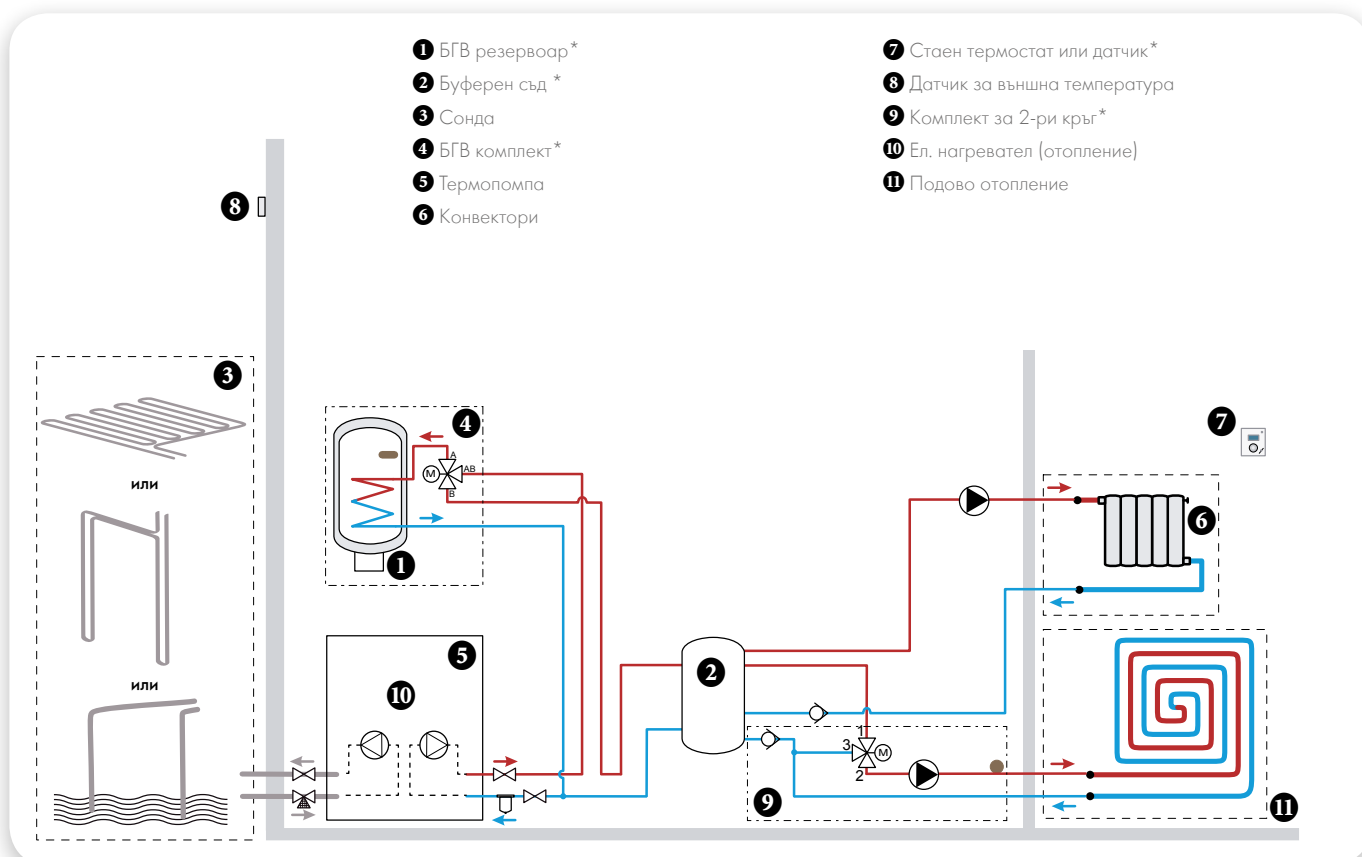 1 БГВ резервоар*
2 Буферен съд *
3 Сонда
4 БГВ комплект*
5 Термопомпа
6 Конвектори
7 Стаен термостат или датчик*
8 Датчик за външна температура
9 Комплект за 2-ри кръг*
10 Ел. нагревател (отопление)
11 Подово отопление
8
3
или
или
4
A
M
AB
B
1
5
10
2
7
6
1
3
M
2
9
11